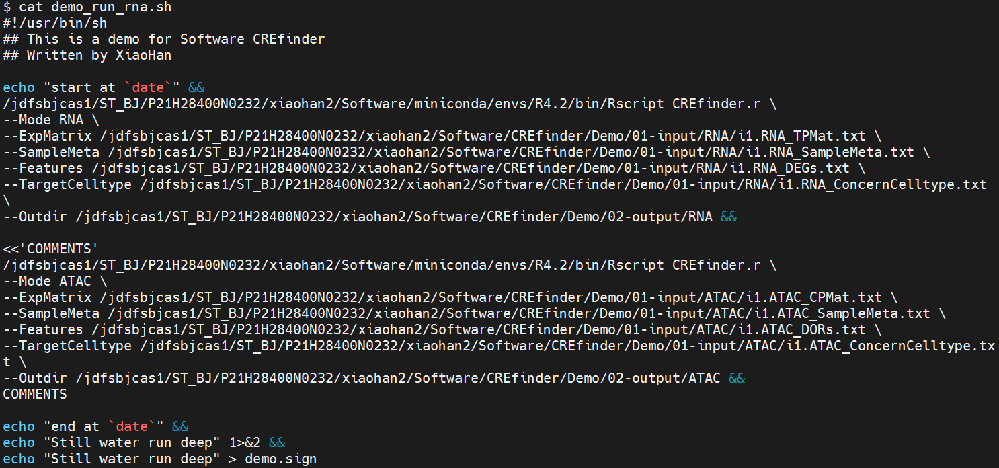 $ cat demo_run_rna.sh
#!/usr/bin/sh
## This is a demo for Software CREfinder
## Written by XiaoHan
echo "start at `date`" &&
/jdfsbjcas1/ST_BJ/P21H28400N0232/xiaohan2/Software/miniconda/envs/R4.2/bin/Rscript CREfinder.r \
--Mode RNA \
--ExpMatrix /jdfsbjcas1/ST_BJ/P21H28400N0232/xiaohan2/Software/CREfinder/Demo/01-input/RNA/i1.RNA_TPMat.txt \
--SampleMeta /jdfsbjcas1/ST_BJ/P21H28400N0232/xiaohan2/Software/CREfinder/Demo/01-input/RNA/i1.RNA_SampleMeta.txt \
--Features /jdfsbjcas1/ST_BJ/P21H28400N0232/xiaohan2/Software/CREfinder/Demo/01-input/RNA/i1.RNA_DEGs.txt \
--TargetCelltype /jdfsbjcas1/ST_BJ/P21H28400N0232/xiaohan2/Software/CREfinder/Demo/01-input/RNA/i1.RNA_ConcernCelltype.txt
\
--Outdir /jdfsbjcas1/ST_BJ/P21H28400N0232/xiaohan2/Software/CREfinder/Demo/02-output/RNA &&
<<'COMMENTS'
/jdfsbjcas1/ST_BJ/P21H28400N0232/xiaohan2/Software/miniconda/envs/R4.2/bin/Rscript CREfinder.r \
--Mode ATAC \
--ExpMatrix /jdfsbjcas1/ST_BJ/P21H28400N0232/xiaohan2/Software/CREfinder/Demo/01-input/ATAC/i1.ATAC_CPMat.txt \
--SampleMeta /jdfsbjcas1/ST_BJ/P21H28400N0232/xiaohan2/Software/CREfinder/Demo/01-input/ATAC/i1.ATAC_SampleMeta.txt \
--Features /jdfsbjcas1/ST_BJ/P21H28400N0232/xiaohan2/Software/CREfinder/Demo/01-input/ATAC/i1.ATAC_DORs.txt \
--TargetCelltype /jdfsbjcas1/ST_BJ/P21H28400N0232/xiaohan2/Software/CREfinder/Demo/01-input/ATAC/i1.ATAC_ConcernCelltype.tx
t \
--Outdir /jdfsbjcas1/ST_BJ/P21H28400N0232/xiaohan2/Software/CREfinder/Demo/02-output/ATAC &&
COMMENTS
echo "end at `date`" &&
echo "Still water run deep" 1>&2 &&
echo "Still water run deep" > demo.sign